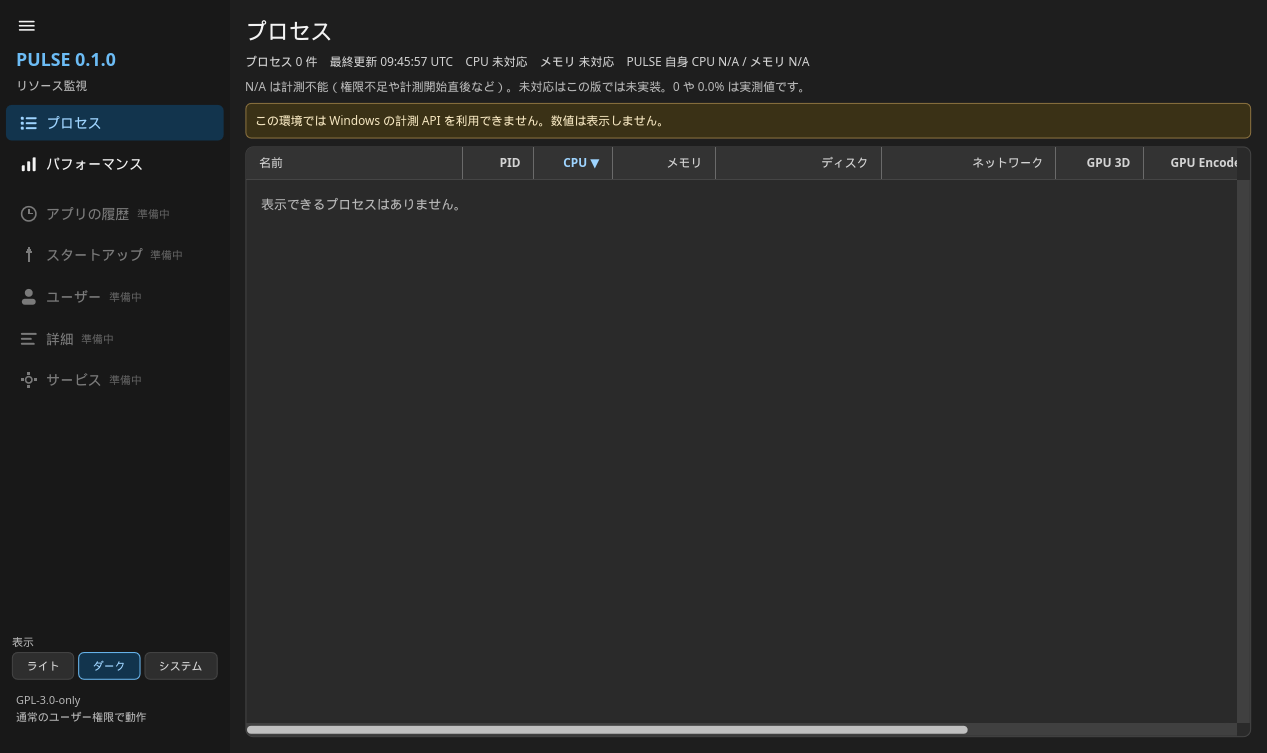 PULSE 0.1.0
リソース監視
プロセス
パフォーマンス
アプリの履歴 準備中
スタートアップ 準備中
ユーザー 準備中
詳細 準備中
サービス 準備中
表示
ライト ダーク システム
GPL-3.0-only
通常のユーザー権限で動作
プロセス
プロセス 0 件 最終更新 09:45:57 UTC CPU 未対応 メモリ 未対応 PULSE 自身 CPU N/A / メモリ N/A
N/A は計測不能 ( 権限不足や計測開始直後など ) 。未対応はこの版では未実装。0 や 0.0% は実測値です。
この環境では Windows の計測 API を利用できません。数値は表示しません。
名前 PID CPU ▼ メモリ ディスク ネットワーク GPU 3D GPU Encode
表示できるプロセスはありません。